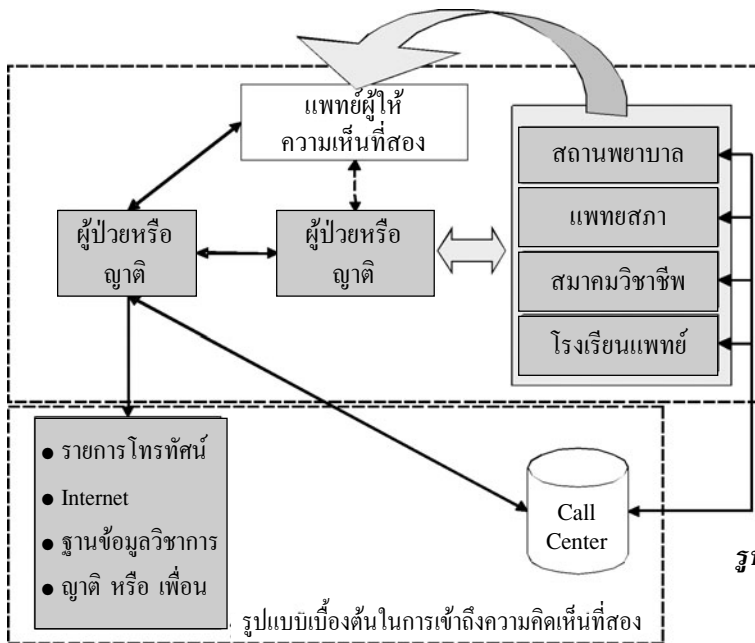 แพทย์ผู้ให้
ความเห็นที่สอง
สถานพยาบาล
แพทยสภา
สมาคมวิชาชีพ
โรงเรียนแพทย์
ผู้ป่วยหรือ
ญาติ
ผู้ป่วยหรือ
ญาติ
● รายการโทรทัศน์
● Internet
● ฐานข้อมูลวิชาการ
● ญาติ หรือ เพื่อน
Call
Center
รูปแบบเบื้องต้นในการเข้าถึงความคิดเห็นที่สอง